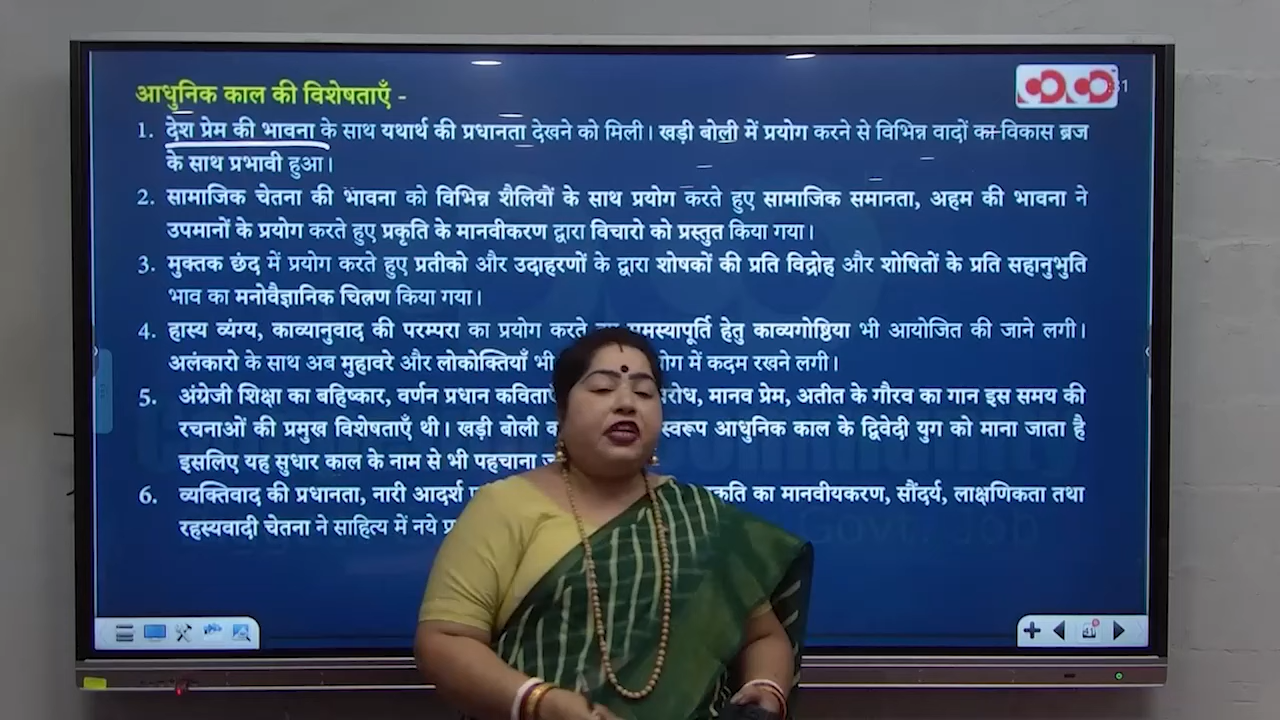 आधुनिक काल की विशेषताएँ -
1. देश प्रेम की भावना के साथ यथार्थ की प्रधानता देखने को मिली। खड़ी बोली में प्रयोग करने से विभिन्न वादों का विकास ब्रज
के साथ प्रभावी हुआ।
2. सामाजिक चेतना की भावना को विभिन्न शैलियों के साथ प्रयोग करते हुए सामाजिक समानता, अहम की भावना ने
उपमानों के प्रयोग करते हुए प्रकृति के मानवीकरण द्वारा विचारो को प्रस्तुत किया गया।
3. मुक्तक छंद में प्रयोग करते हुए प्रतीको और उदाहरणों के द्वारा शोषकों की प्रति विद्रोह और शोषितों के प्रति सहानुभुति
भाव का मनोवैज्ञानिक चित्रण किया गया।
4. हास्य व्यंग्य, काव्यानुवाद की परम्परा का प्रयोग करते समस्यापूर्ति हेतु काव्यगोष्ठिया भी आयोजित की जाने लगी।
अलंकारो के साथ अब मुहावरे और लोकोक्तियाँ भी में कदम रखने लगी।
5. अंग्रेजी शिक्षा का बहिष्कार, वर्णन प्रधान मानव प्रेम, अतीत के गौरव का गान इस समय की
रचनाओं की प्रमुख विशेषताएँ थी। खड़ी बोली स्वरूप आधुनिक काल के द्विवेदी युग को माना जाता है
इसलिए यह सुधार काल के नाम से भी पहचाना
6. व्यक्तिवाद की प्रधानता, नारी आदर्श का मानवीयकरण, सौंदर्य, लाक्षणिकता तथा
रहस्यवादी चेतना ने साहित्य में नये